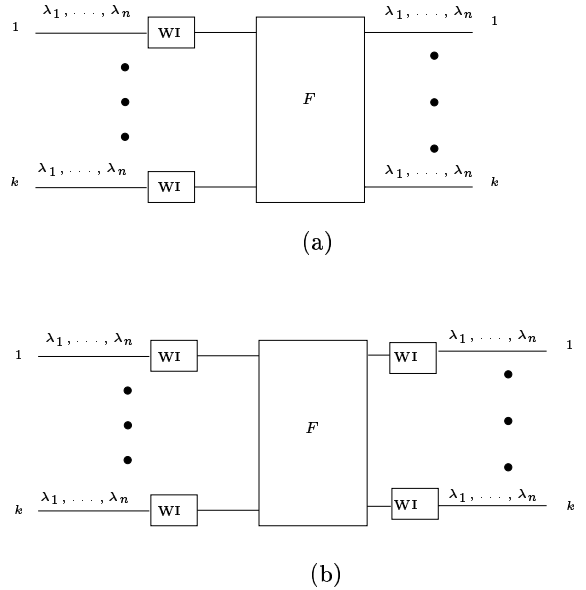 λ1, . . . , λn λ1, . . . , λn
1 WI 1
F
λ1, . . . , λn WI λ1, . . . , λn
k k
(a)
λ1, . . . , λn λ1, . . . , λn
1 WI WI 1
F
λ1, . . . , λn WI WI λ1, . . . , λn
k k
(b)